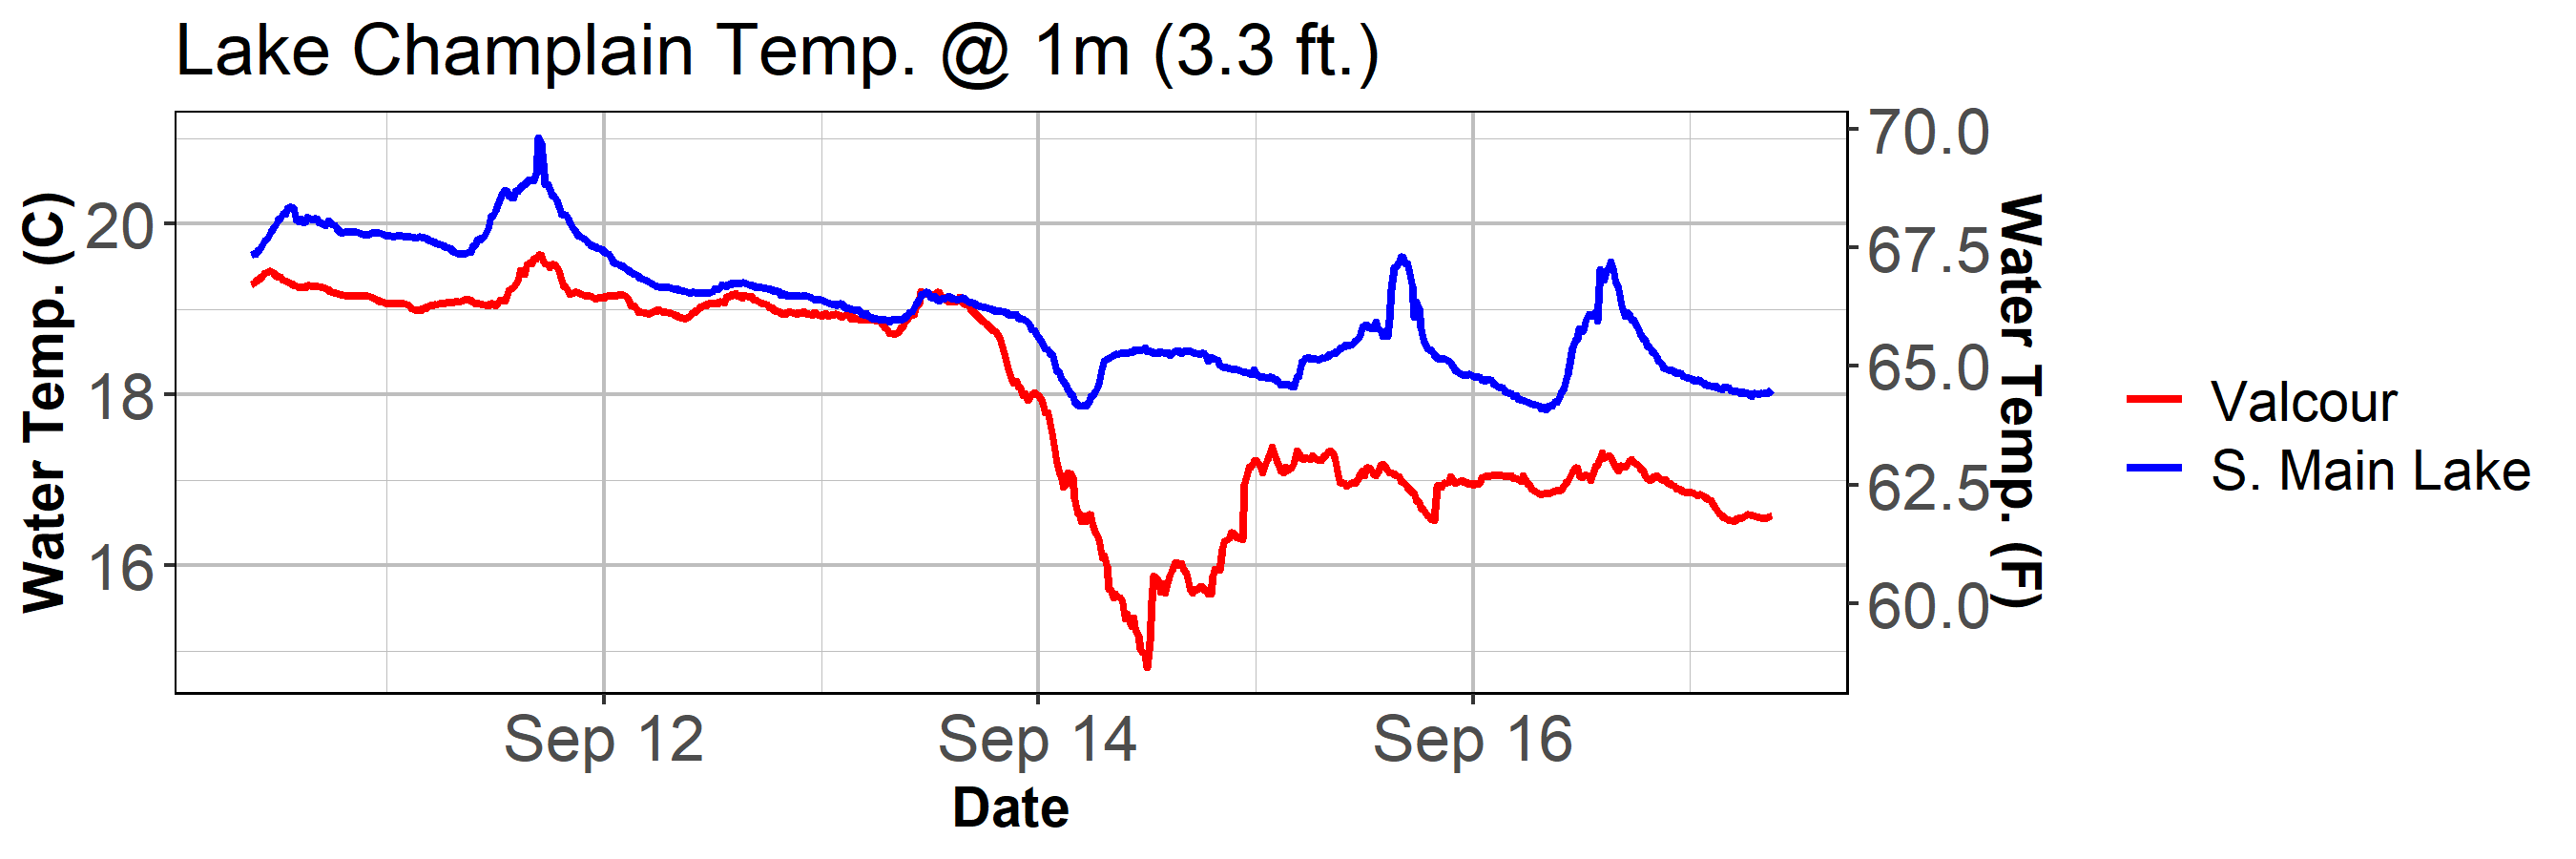 Lake Champlain Temp. @ 1m (3.3 ft.)
Water Temp. (C)
20
18
16
70.0
67.5
65.0
62.5
60.0
Water Temp. (F)
Sep 12
Sep 14
Sep 16
Date
Valcour
S. Main Lake